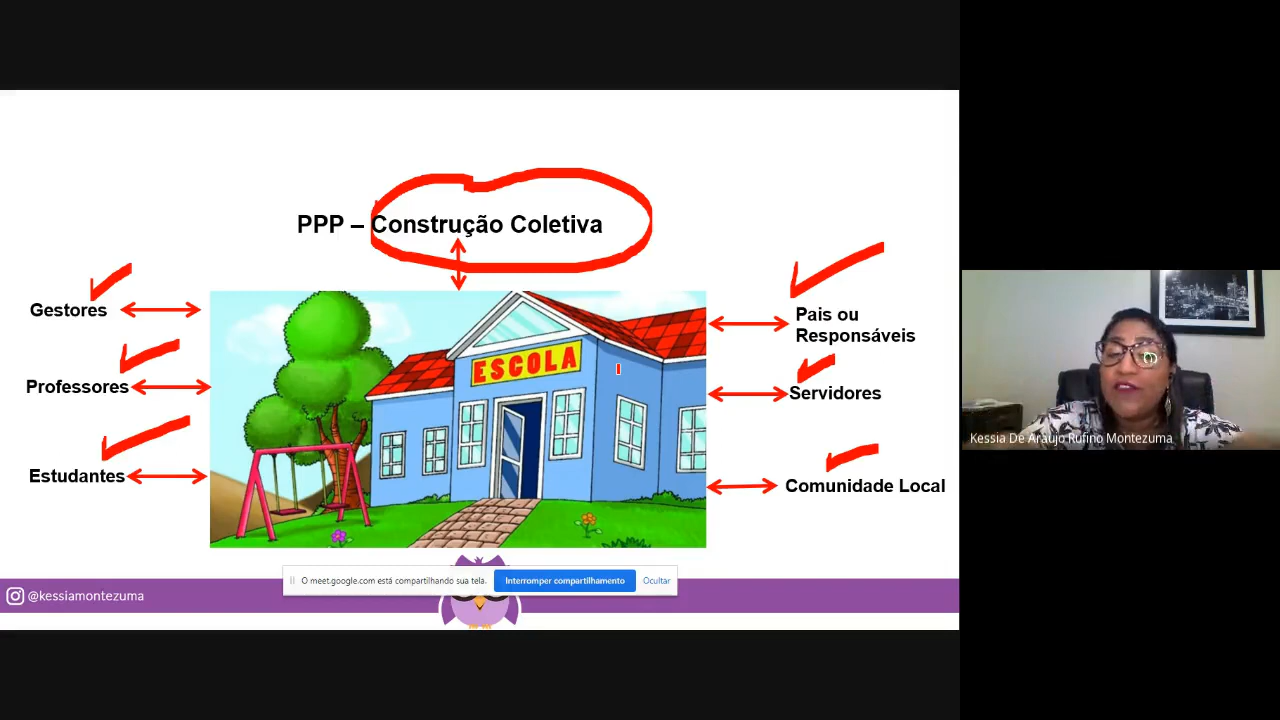 PPP – Construção Coletiva
Gestores
Professores
Estudantes
ESCOLA
Pais ou
Responsáveis
Servidores
Comunidade Local
O meet.google.com está compartilhando sua tela.
Interromper compartilhamento
Ocultar
@kessiamontezuma
Kessia De Araujo Rufino Montezuma